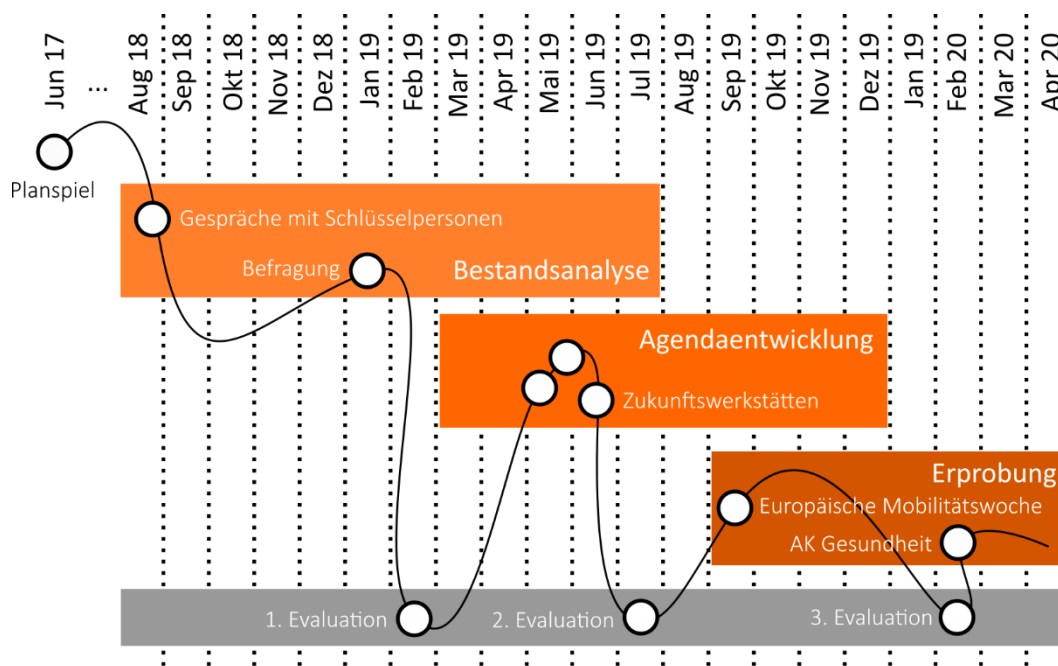 Jun 17
...
Aug 18
Sep 18
Okt 18
Nov 18
Dez 18
Jan 19
Feb 19
Mar 19
Apr 19
Mai 19
Jun 19
Jul 19
Aug 19
Sep 19
Okt 19
Nov 19
Dez 19
Jan 19
Feb 20
Mar 20
Apr 20
Planspiel
Gespräche mit Schlüsselpersonen
Befragung
Bestandsanalyse
Agendaentwicklung
Zukunftswerkstätten
Erprobung
Europäische Mobilitätswoche
AK Gesundheit
1. Evaluation
2. Evaluation
3. Evaluation